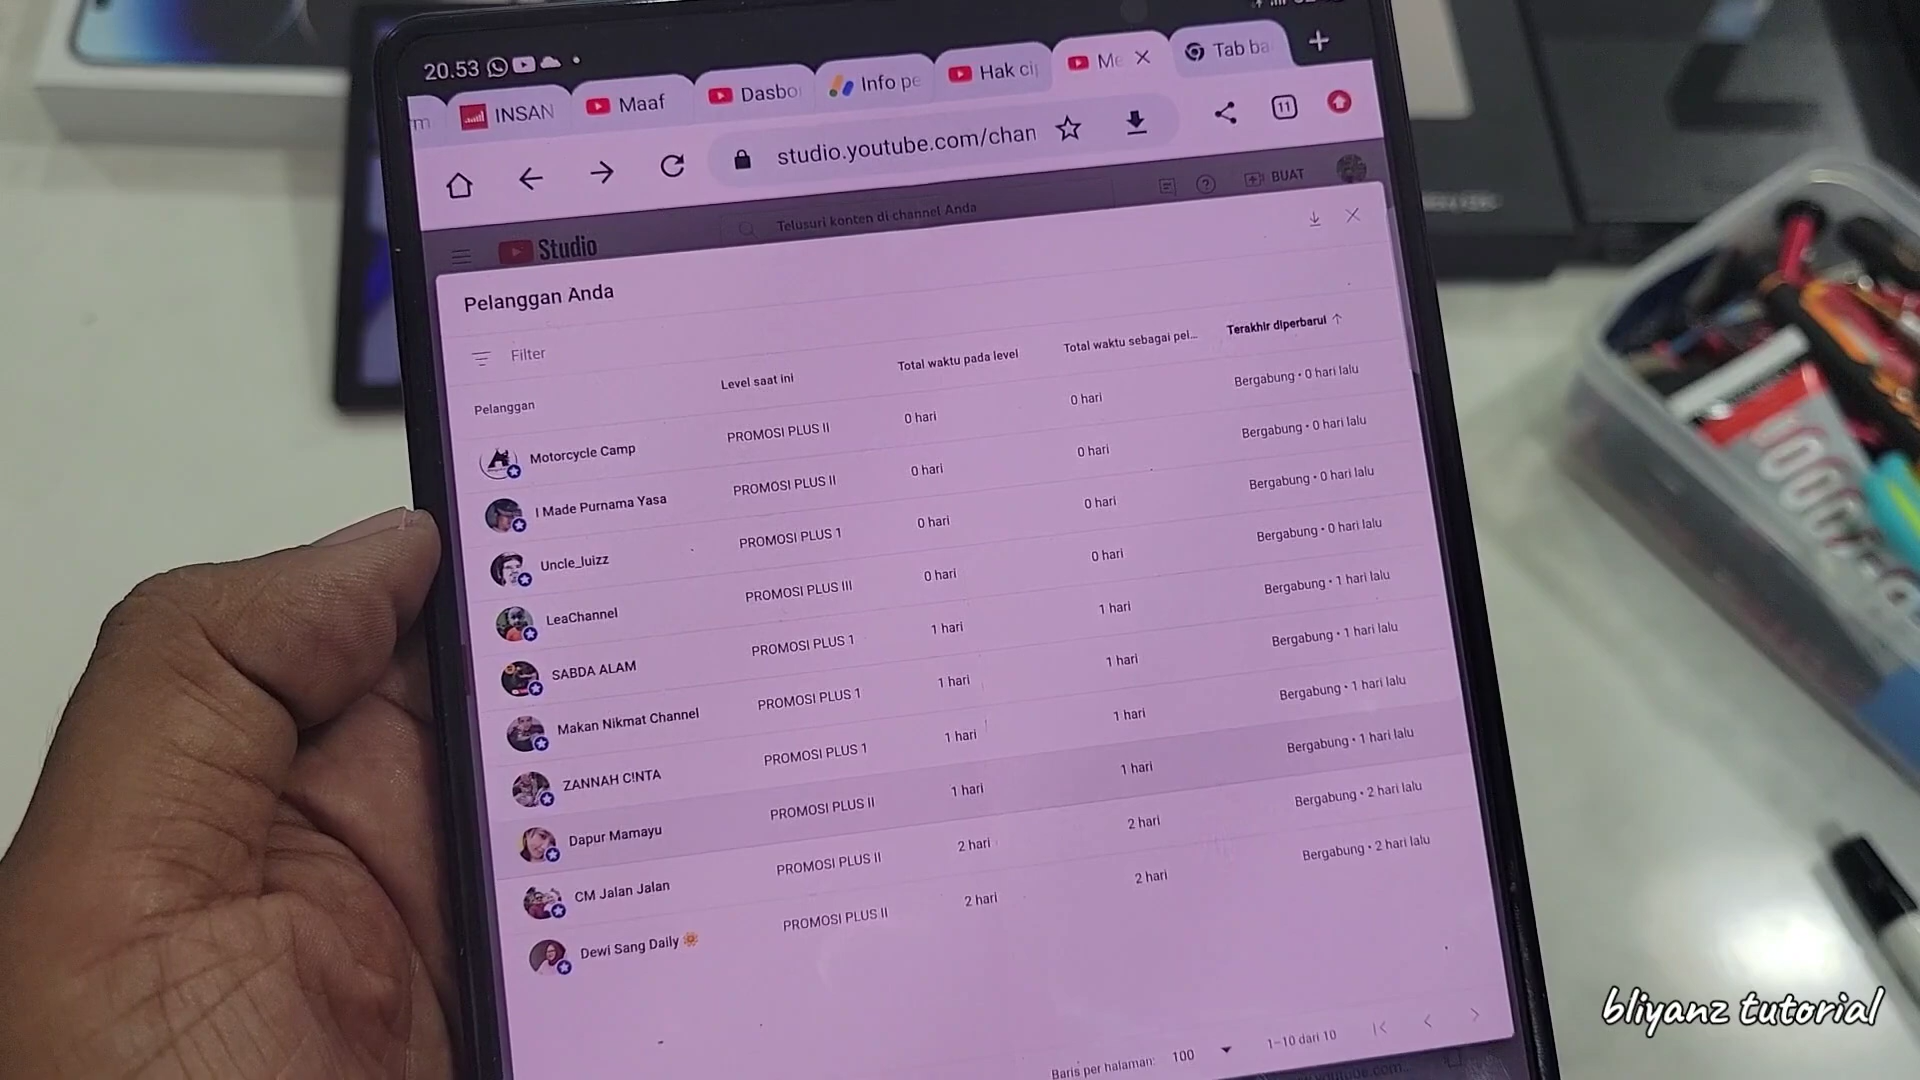 20.53
INSAN
Maaf
Dasbo
Info pe
Hak ci
Me
Tab ba
studio.youtube.com/chan
11
Studio
Telusuri konten di channel Anda
BUAT
Pelanggan Anda
Filter
Pelanggan
Level saat ini
Total waktu pada level
Total waktu sebagai pel...
Terakhir diperbarui
Motorcycle Camp
PROMOSI PLUS II
0 hari
0 hari
Bergabung • 0 hari lalu
I Made Purnama Yasa
PROMOSI PLUS II
0 hari
0 hari
Bergabung • 0 hari lalu
Uncle_luizz
PROMOSI PLUS 1
0 hari
0 hari
Bergabung • 0 hari lalu
LeaChannel
PROMOSI PLUS III
0 hari
0 hari
Bergabung • 0 hari lalu
SABDA ALAM
PROMOSI PLUS 1
1 hari
1 hari
Bergabung • 1 hari lalu
Makan Nikmat Channel
PROMOSI PLUS 1
1 hari
1 hari
Bergabung • 1 hari lalu
ZANNAH C!NTA
PROMOSI PLUS 1
1 hari
1 hari
Bergabung • 1 hari lalu
Dapur Mamayu
PROMOSI PLUS II
1 hari
1 hari
Bergabung • 1 hari lalu
CM Jalan Jalan
PROMOSI PLUS II
2 hari
2 hari
Bergabung • 2 hari lalu
Dewi Sang Daily
PROMOSI PLUS II
2 hari
2 hari
Bergabung • 2 hari lalu
Baris per halaman: 100
1–10 dari 10
bliyanz tutorial